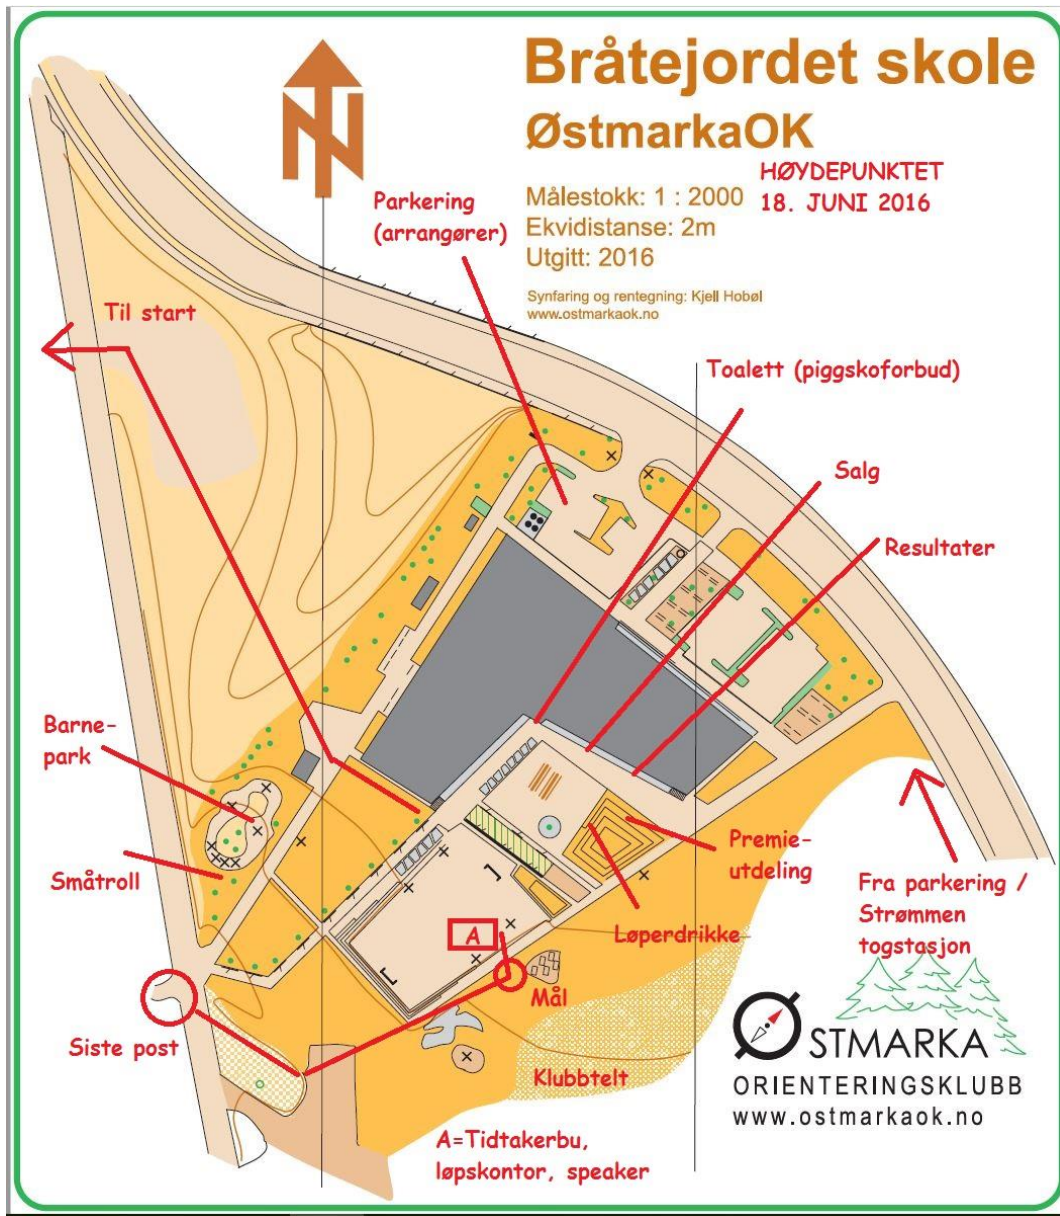 Bråtejordet skole
ØstmarkaOK
HØYDEPUNKTET
18. JUNI 2016
Målestokk: 1 : 2000
Ekvidistanse: 2m
Utgitt: 2016
Synfaring og rentegning: Kjell Hobøl
www.ostmarkaok.no
N
Parkering
(arrangører)
Til start
Toalett (piggskoforbud)
Salg
Resultater
Barne-
park
Småtroll
Premie-
utdeling
Løperdrikke
A
Mål
Fra parkering /
Strømmen
togstasjon
Siste post
Klubbtelt
A=Tidtakerbu,
løpskontor, speaker
ØSTMARKA
ORIENTERINGSKLUBB
www.ostmarkaok.no